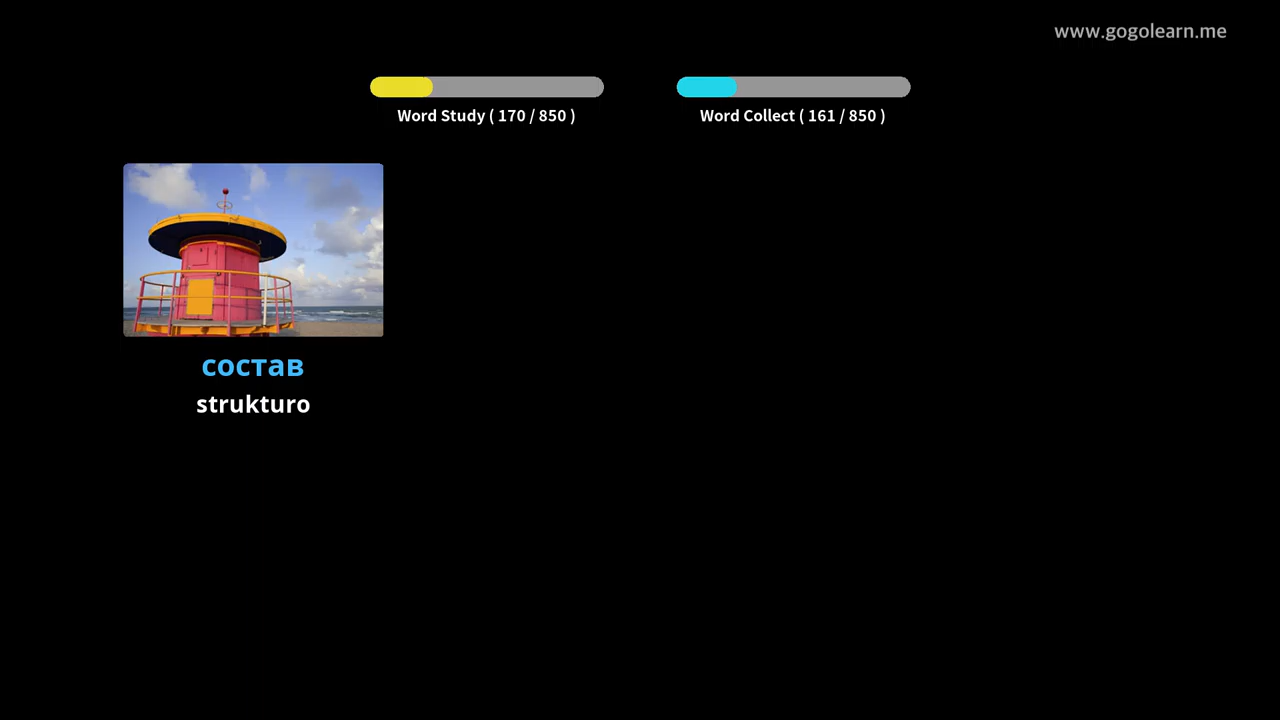 www.gogolearn.me
Word Study ( 170 / 850 )
Word Collect ( 161 / 850 )
состав
strukturo